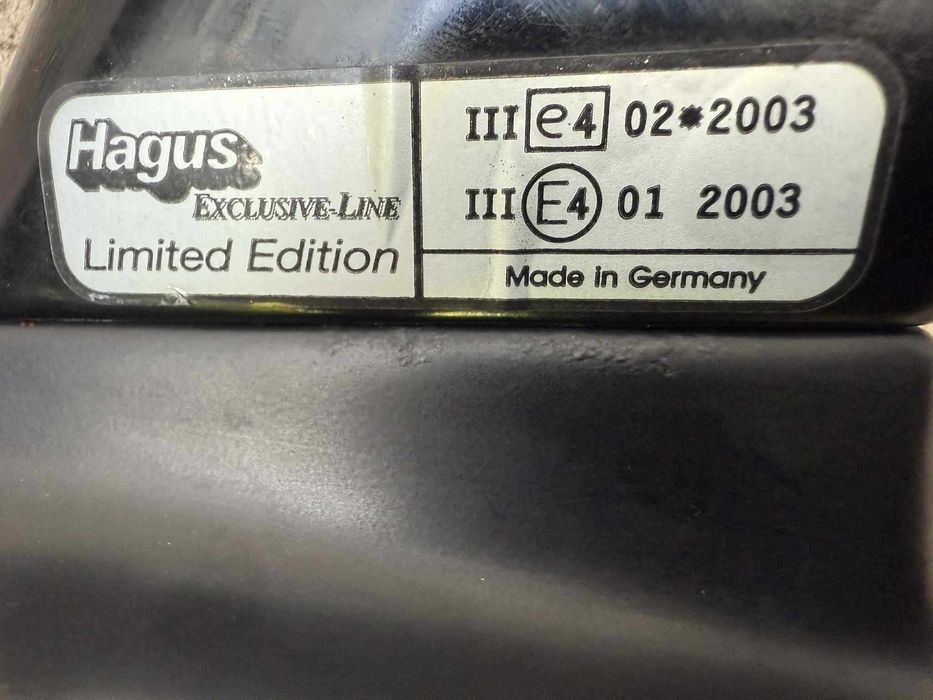 Hagus
EXCLUSIVE-LINE
Limited Edition
III e4 02*2003
III E4 01 2003
Made in Germany